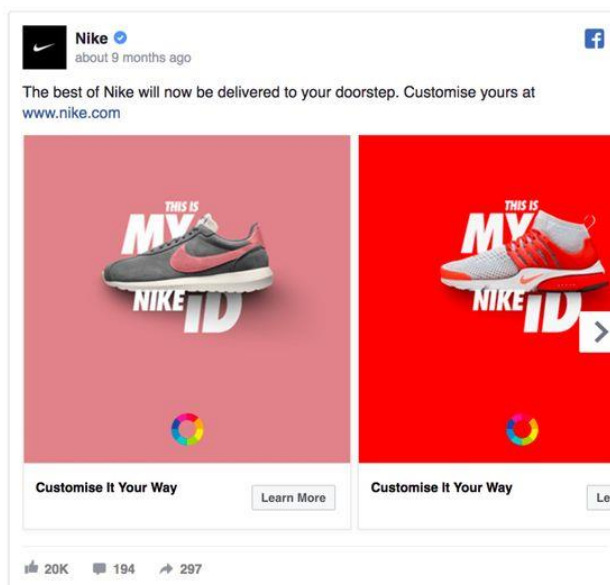 Nike
about 9 months ago
The best of Nike will now be delivered to your doorstep. Customise yours at
www.nike.com
THIS IS
MY
NIKE ID
THIS IS
MY
NIKE ID
Customise It Your Way
Learn More
Customise It Your Way
Le
20K 194 297